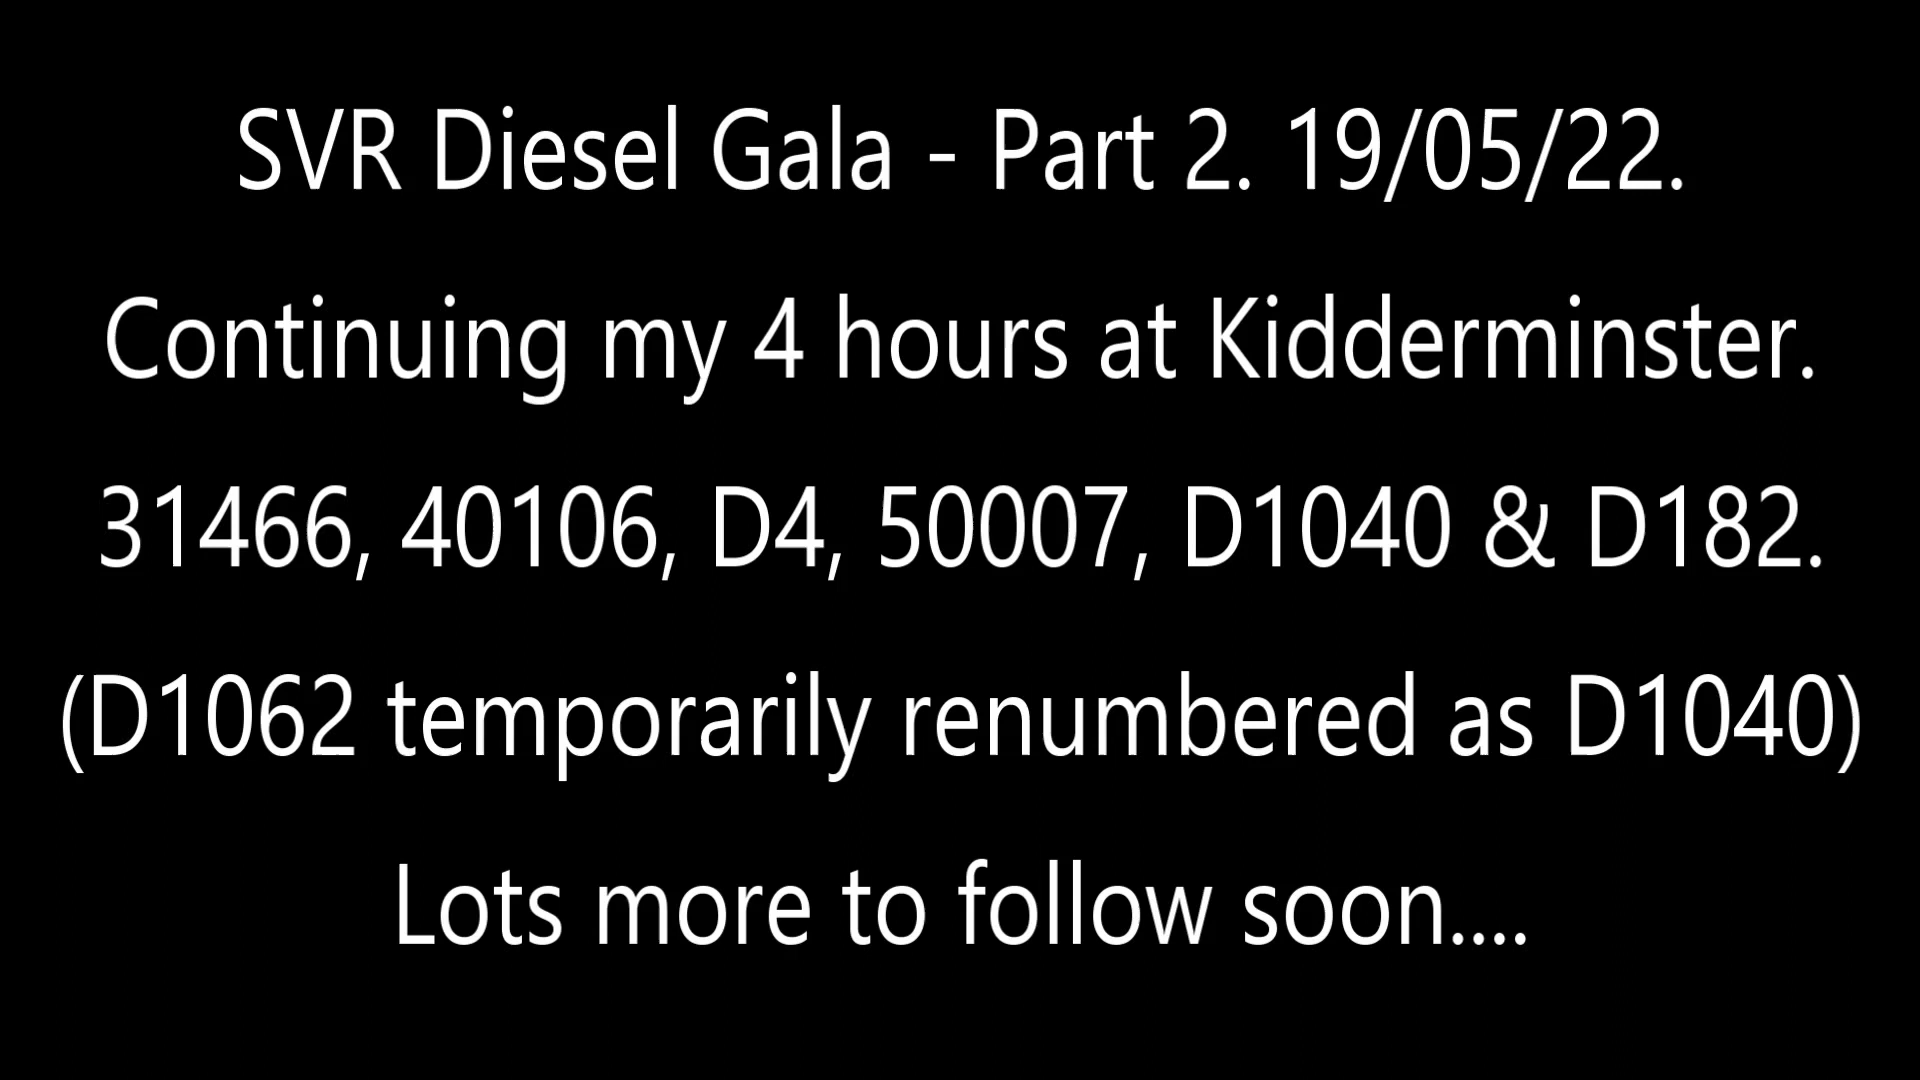 SVR Diesel Gala - Part 2. 19/05/22.
Continuing my 4 hours at Kidderminster.
31466, 40106, D4, 50007, D1040 & D182.
(D1062 temporarily renumbered as D1040)
Lots more to follow soon....